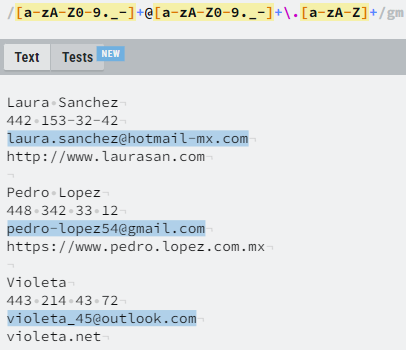 /[a-zA-Z0-9._-]+@[a-zA-Z0-9._-]+\.[a-zA-Z]+/gm
Text Tests NEW
Laura Sanchez
442 153-32-42
laura.sanchez@hotmail-mx.com
http://www.laurasan.com
Pedro Lopez
448 342 33 12
pedro-lopez54@gmail.com
https://www.pedro.lopez.com.mx
Violeta
443 214 43 72
violeta_45@outlook.com
violeta.net